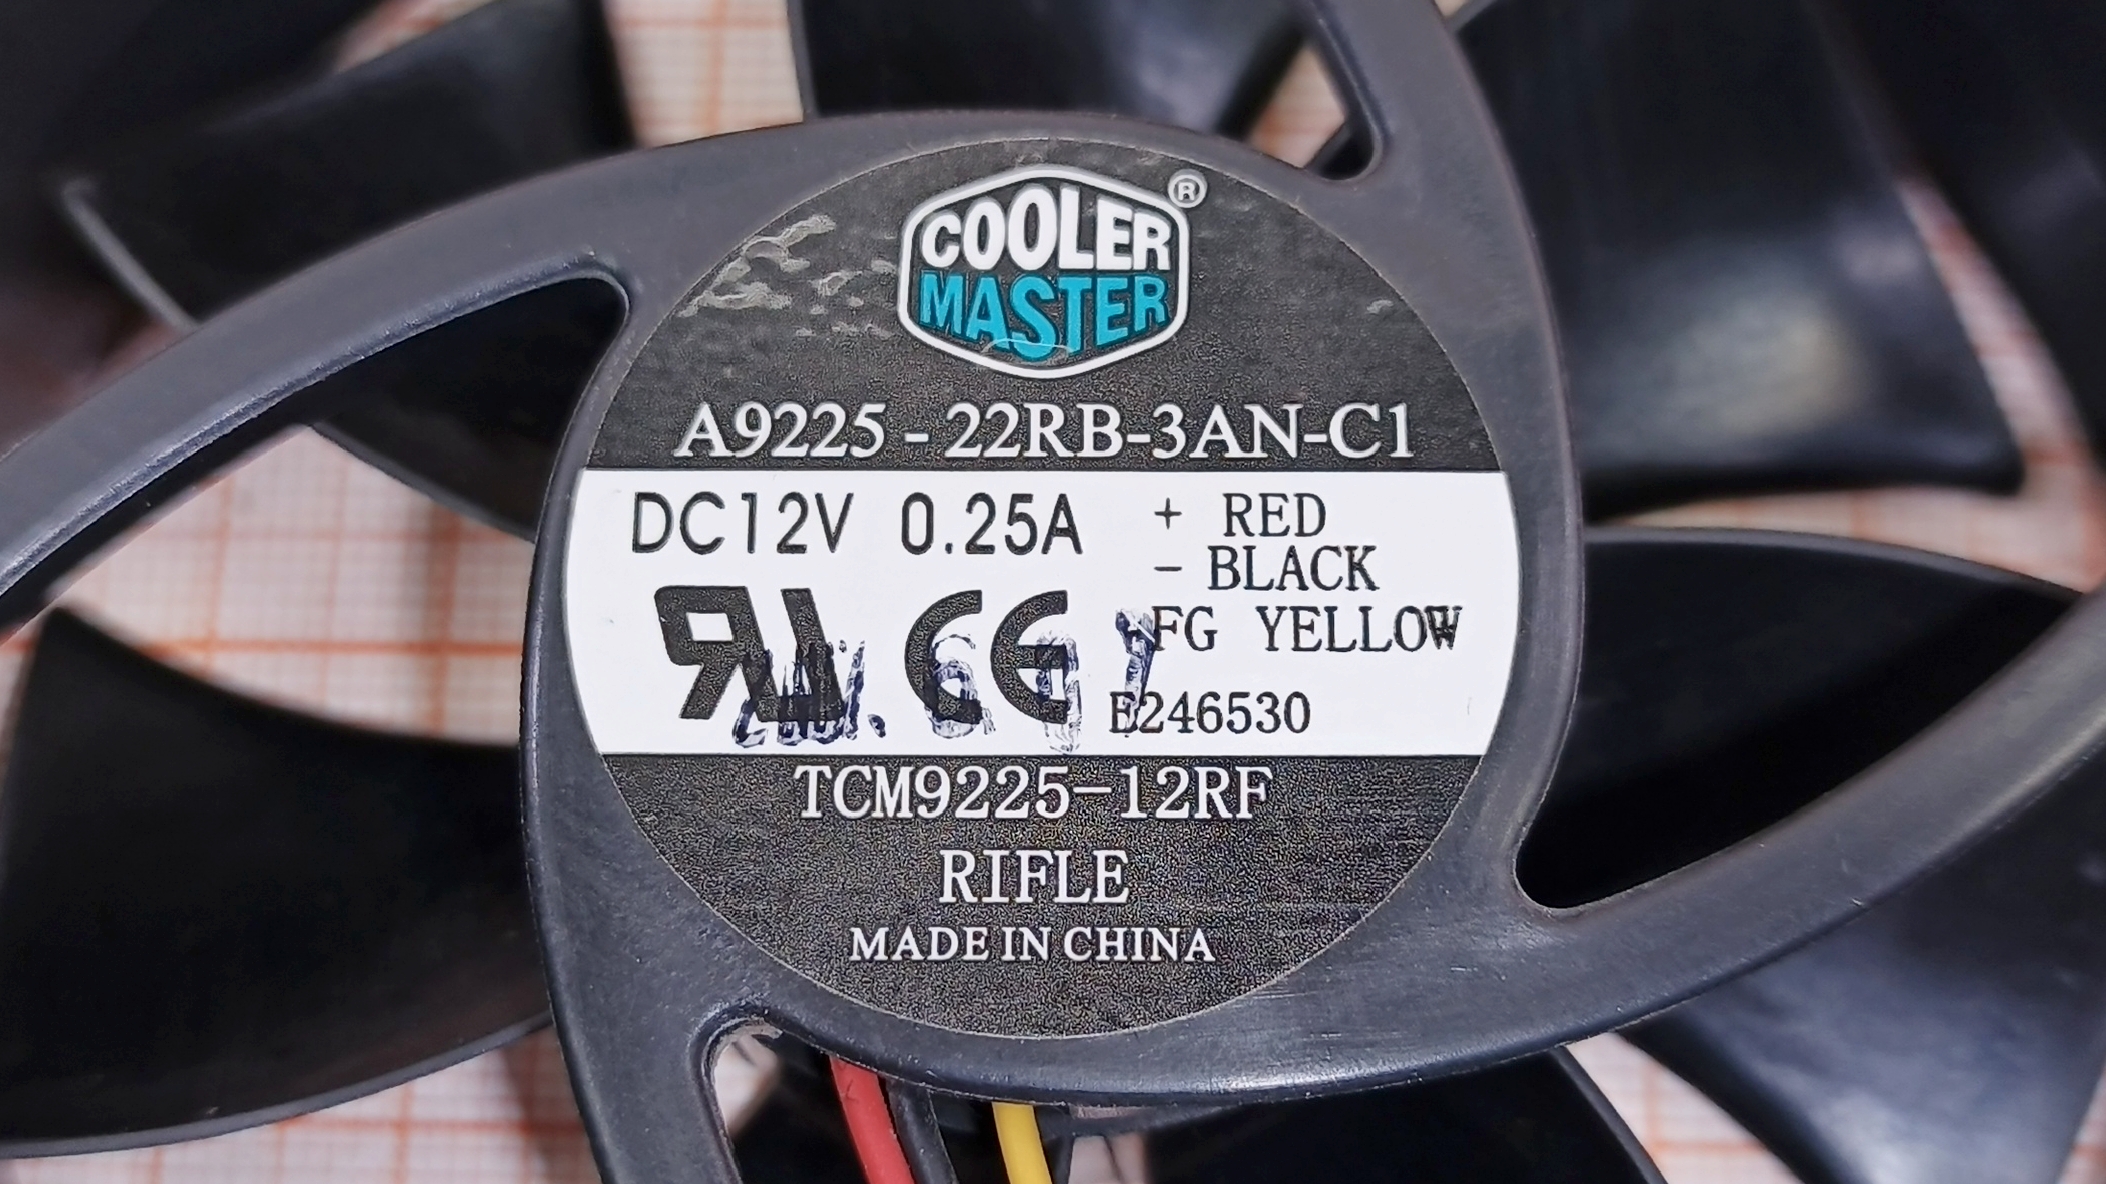 COOLER
MASTER®
A9225-22RB-3AN-C1
DC12V 0.25A
+ RED
- BLACK
FG YELLOW
E246530
TCM9225-12RF
RIFLE
MADE IN CHINA